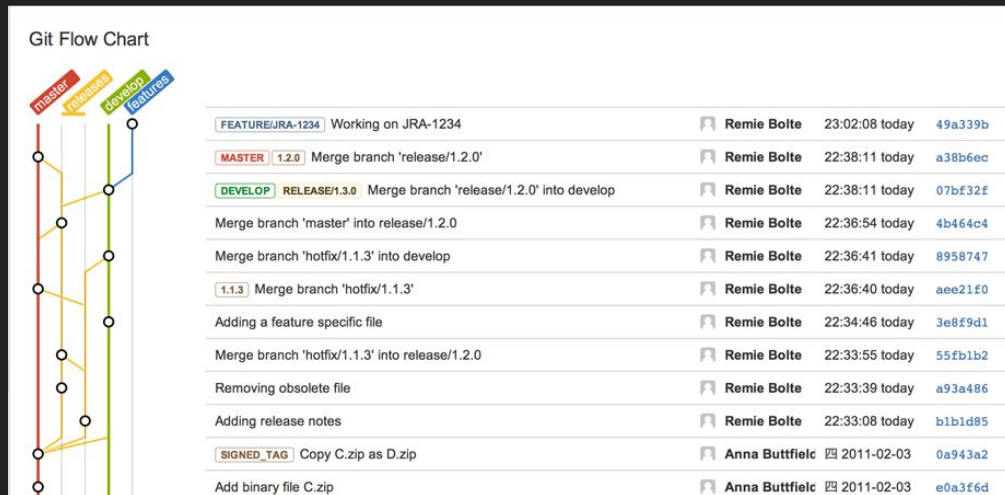 Git Flow Chart
master releases develop features
FEATURE/JRA-1234 Working on JRA-1234 Remie Bolte 23:02:08 today 49a339b
MASTER 1.2.0 Merge branch 'release/1.2.0' Remie Bolte 22:38:11 today a38b6ec
DEVELOP RELEASE/1.3.0 Merge branch 'release/1.2.0' into develop Remie Bolte 22:38:11 today 07bf32f
Merge branch 'master' into release/1.2.0 Remie Bolte 22:36:54 today 4b464c4
Merge branch 'hotfix/1.1.3' into develop Remie Bolte 22:36:41 today 8958747
1.1.3 Merge branch 'hotfix/1.1.3' Remie Bolte 22:36:40 today aee21f0
Adding a feature specific file Remie Bolte 22:34:46 today 3e8f9d1
Merge branch 'hotfix/1.1.3' into release/1.2.0 Remie Bolte 22:33:55 today 55fb1b2
Removing obsolete file Remie Bolte 22:33:39 today a93a486
Adding release notes Remie Bolte 22:33:08 today b1b1d85
SIGNED_TAG Copy C.zip as D.zip Anna Buttfield 四 2011-02-03 0a943a2
Add binary file C.zip Anna Buttfield 四 2011-02-03 e0a3f6d